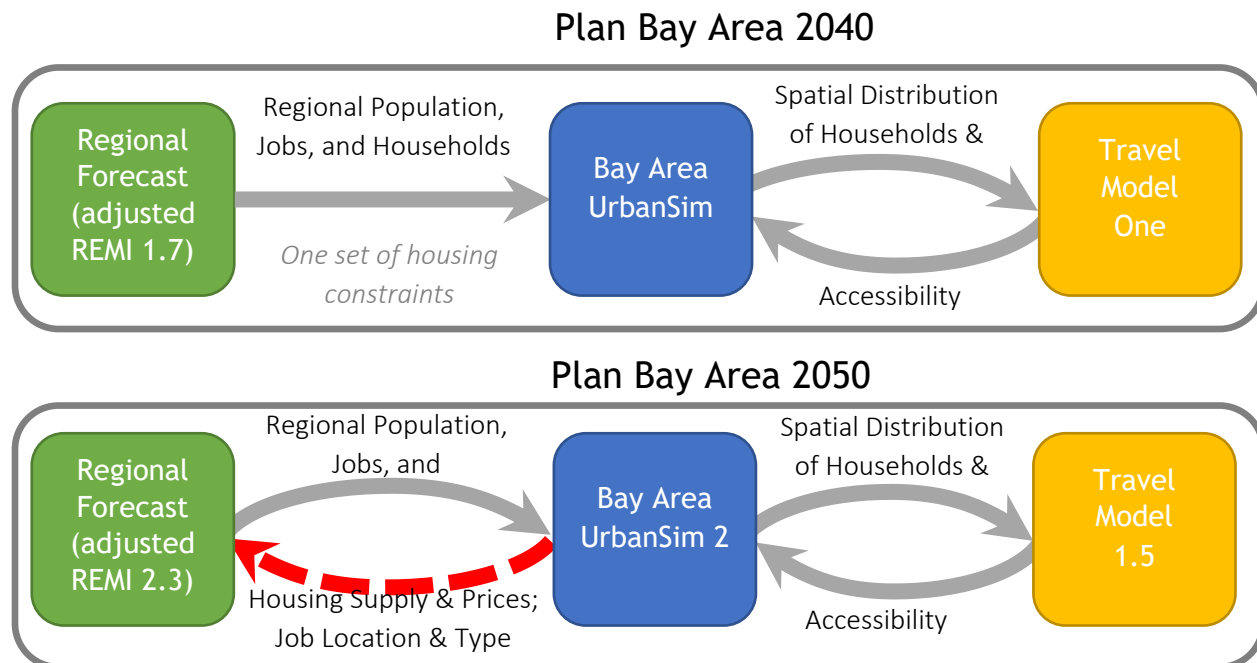 Plan Bay Area 2040
Regional
Forecast
(adjusted
REMI 1.7)
Regional Population,
Jobs, and Households
One set of housing
constraints
Bay Area
UrbanSim
Spatial Distribution
of Households &
Accessibility
Travel
Model
One
Plan Bay Area 2050
Regional
Forecast
(adjusted
REMI 2.3)
Regional Population,
Jobs, and
Housing Supply & Prices;
Job Location & Type
Bay Area
UrbanSim 2
Spatial Distribution
of Households &
Accessibility
Travel
Model
1.5